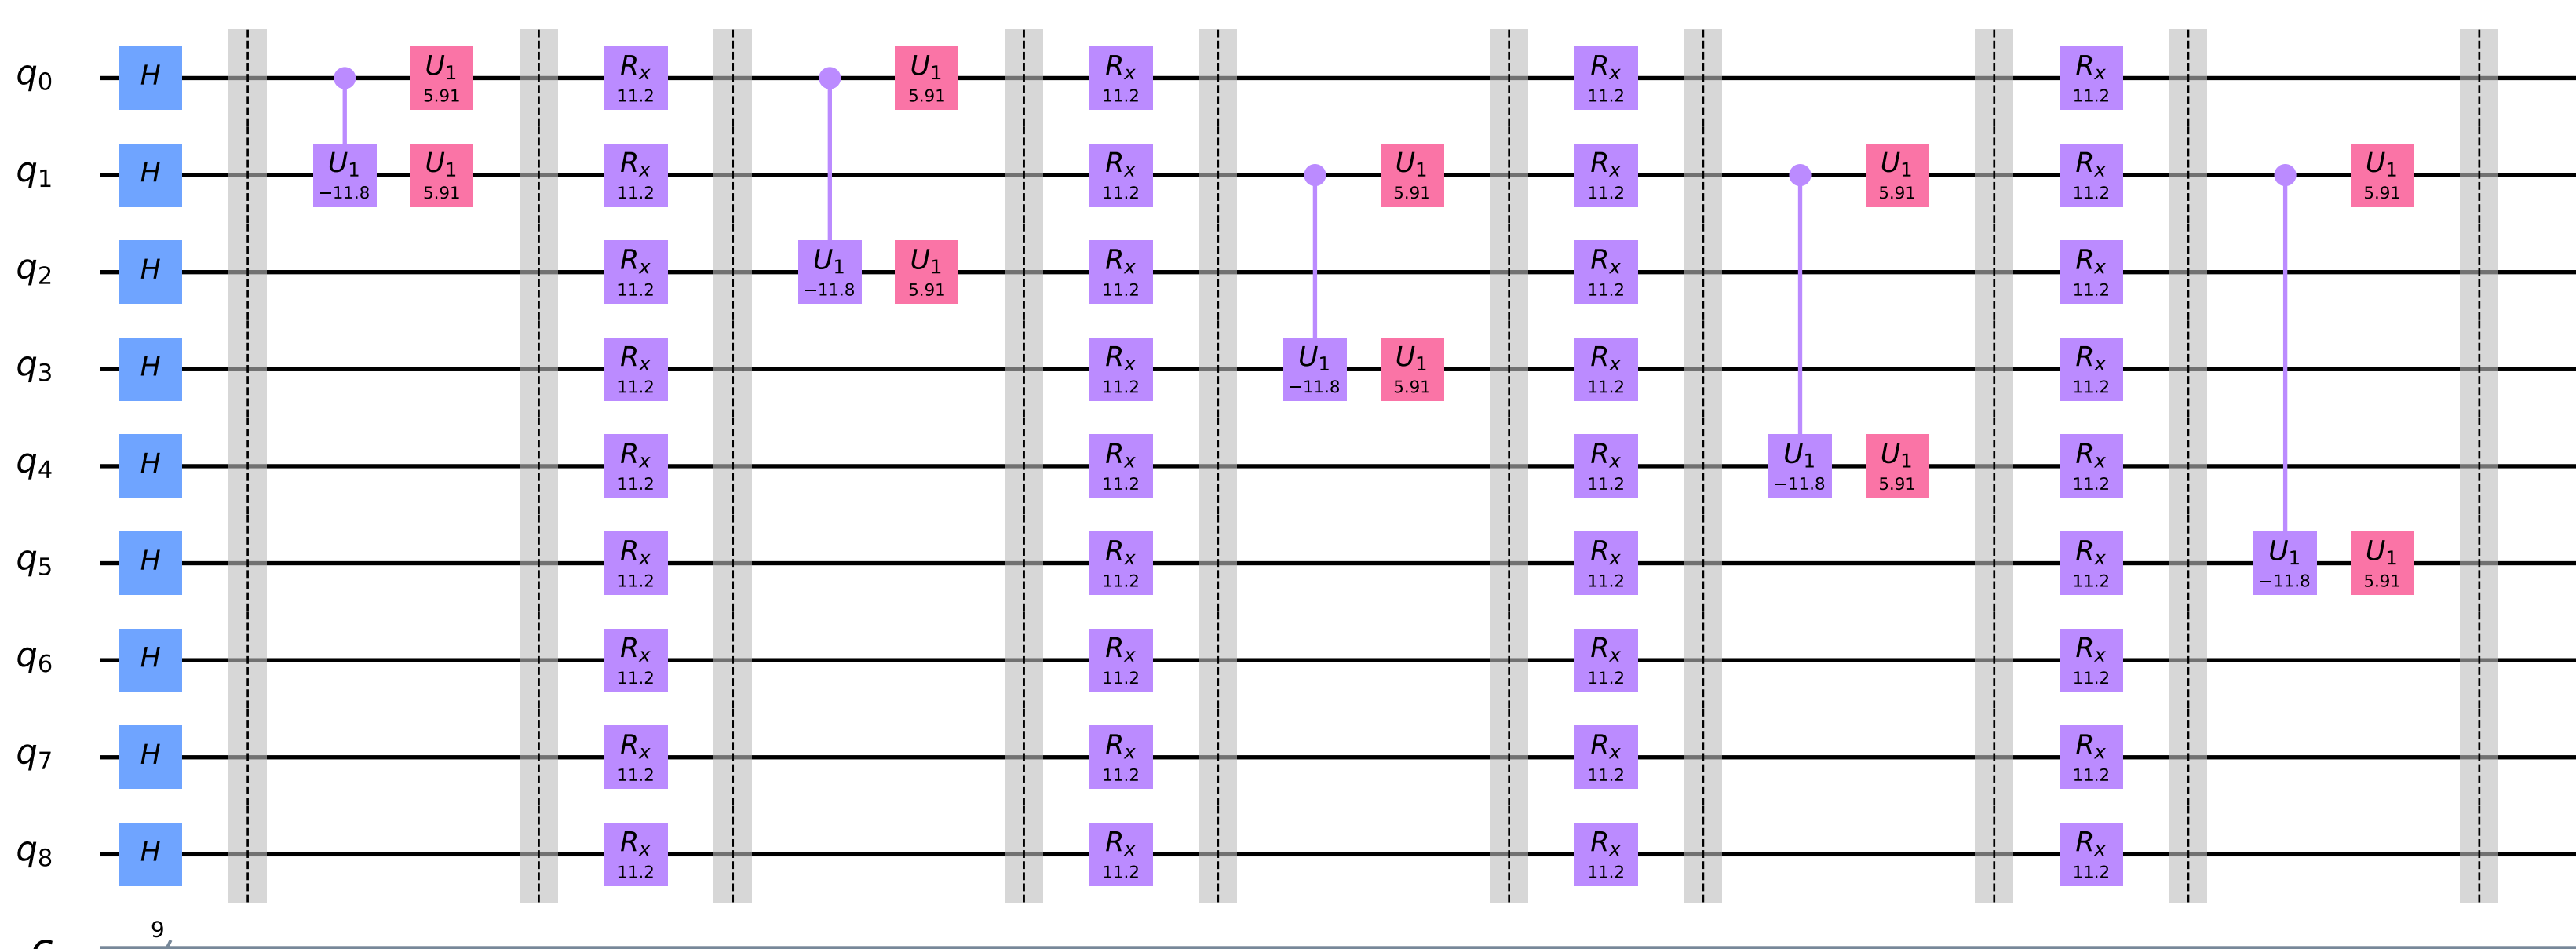 q0 H U1 5.91 Rx 11.2 U1 5.91 Rx 11.2 Rx 11.2 Rx 11.2
q1 H U1 −11.8 U1 5.91 Rx 11.2 Rx 11.2 U1 5.91 Rx 11.2 U1 5.91 Rx 11.2 U1 5.91
q2 H Rx 11.2 U1 −11.8 U1 5.91 Rx 11.2 Rx 11.2 Rx 11.2
q3 H Rx 11.2 Rx 11.2 U1 −11.8 U1 5.91 Rx 11.2 Rx 11.2
q4 H Rx 11.2 Rx 11.2 Rx 11.2 U1 −11.8 U1 5.91 Rx 11.2
q5 H Rx 11.2 Rx 11.2 Rx 11.2 Rx 11.2 U1 −11.8 U1 5.91
q6 H Rx 11.2 Rx 11.2 Rx 11.2 Rx 11.2
q7 H Rx 11.2 Rx 11.2 Rx 11.2 Rx 11.2
q8 H Rx 11.2 Rx 11.2 Rx 11.2 Rx 11.2
9